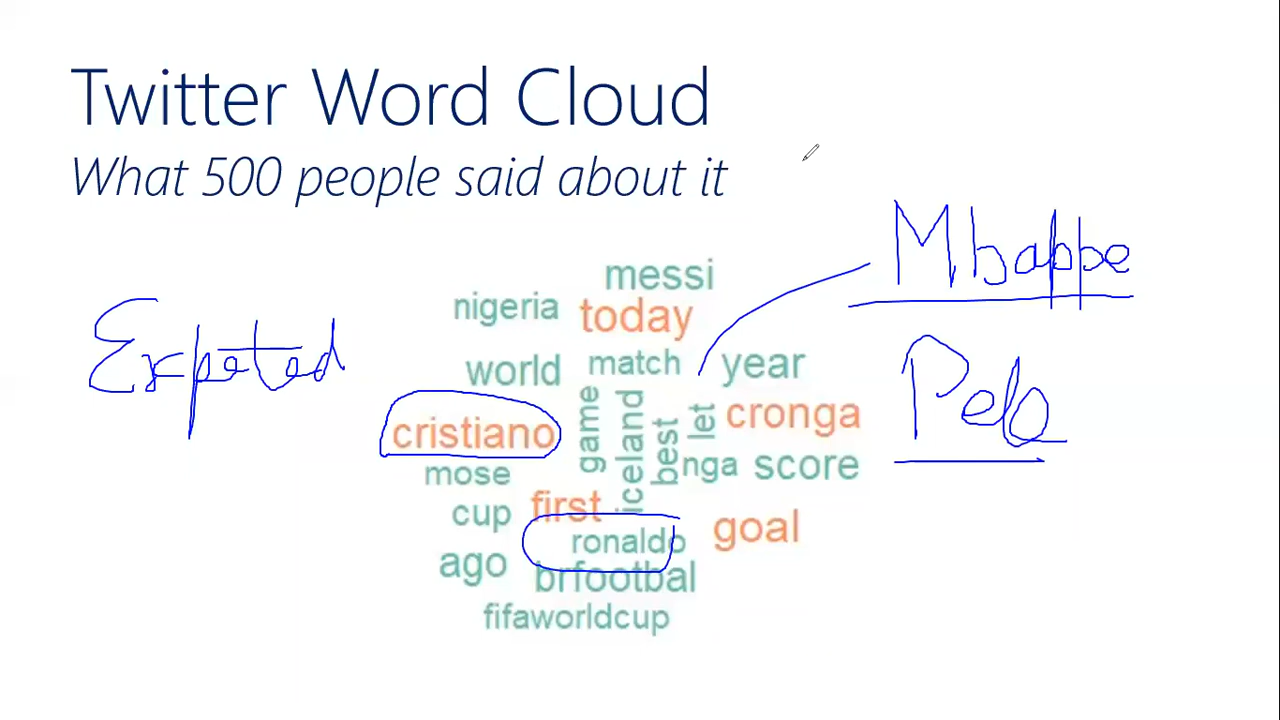 Twitter Word Cloud
What 500 people said about it
Mbappe
messi
nigeria today
Expeted
world match year
Pele
cristiano game iceland best let cronga
mose nga score
cup first
ronaldo goal
ago brfootbal
fifaworldcup